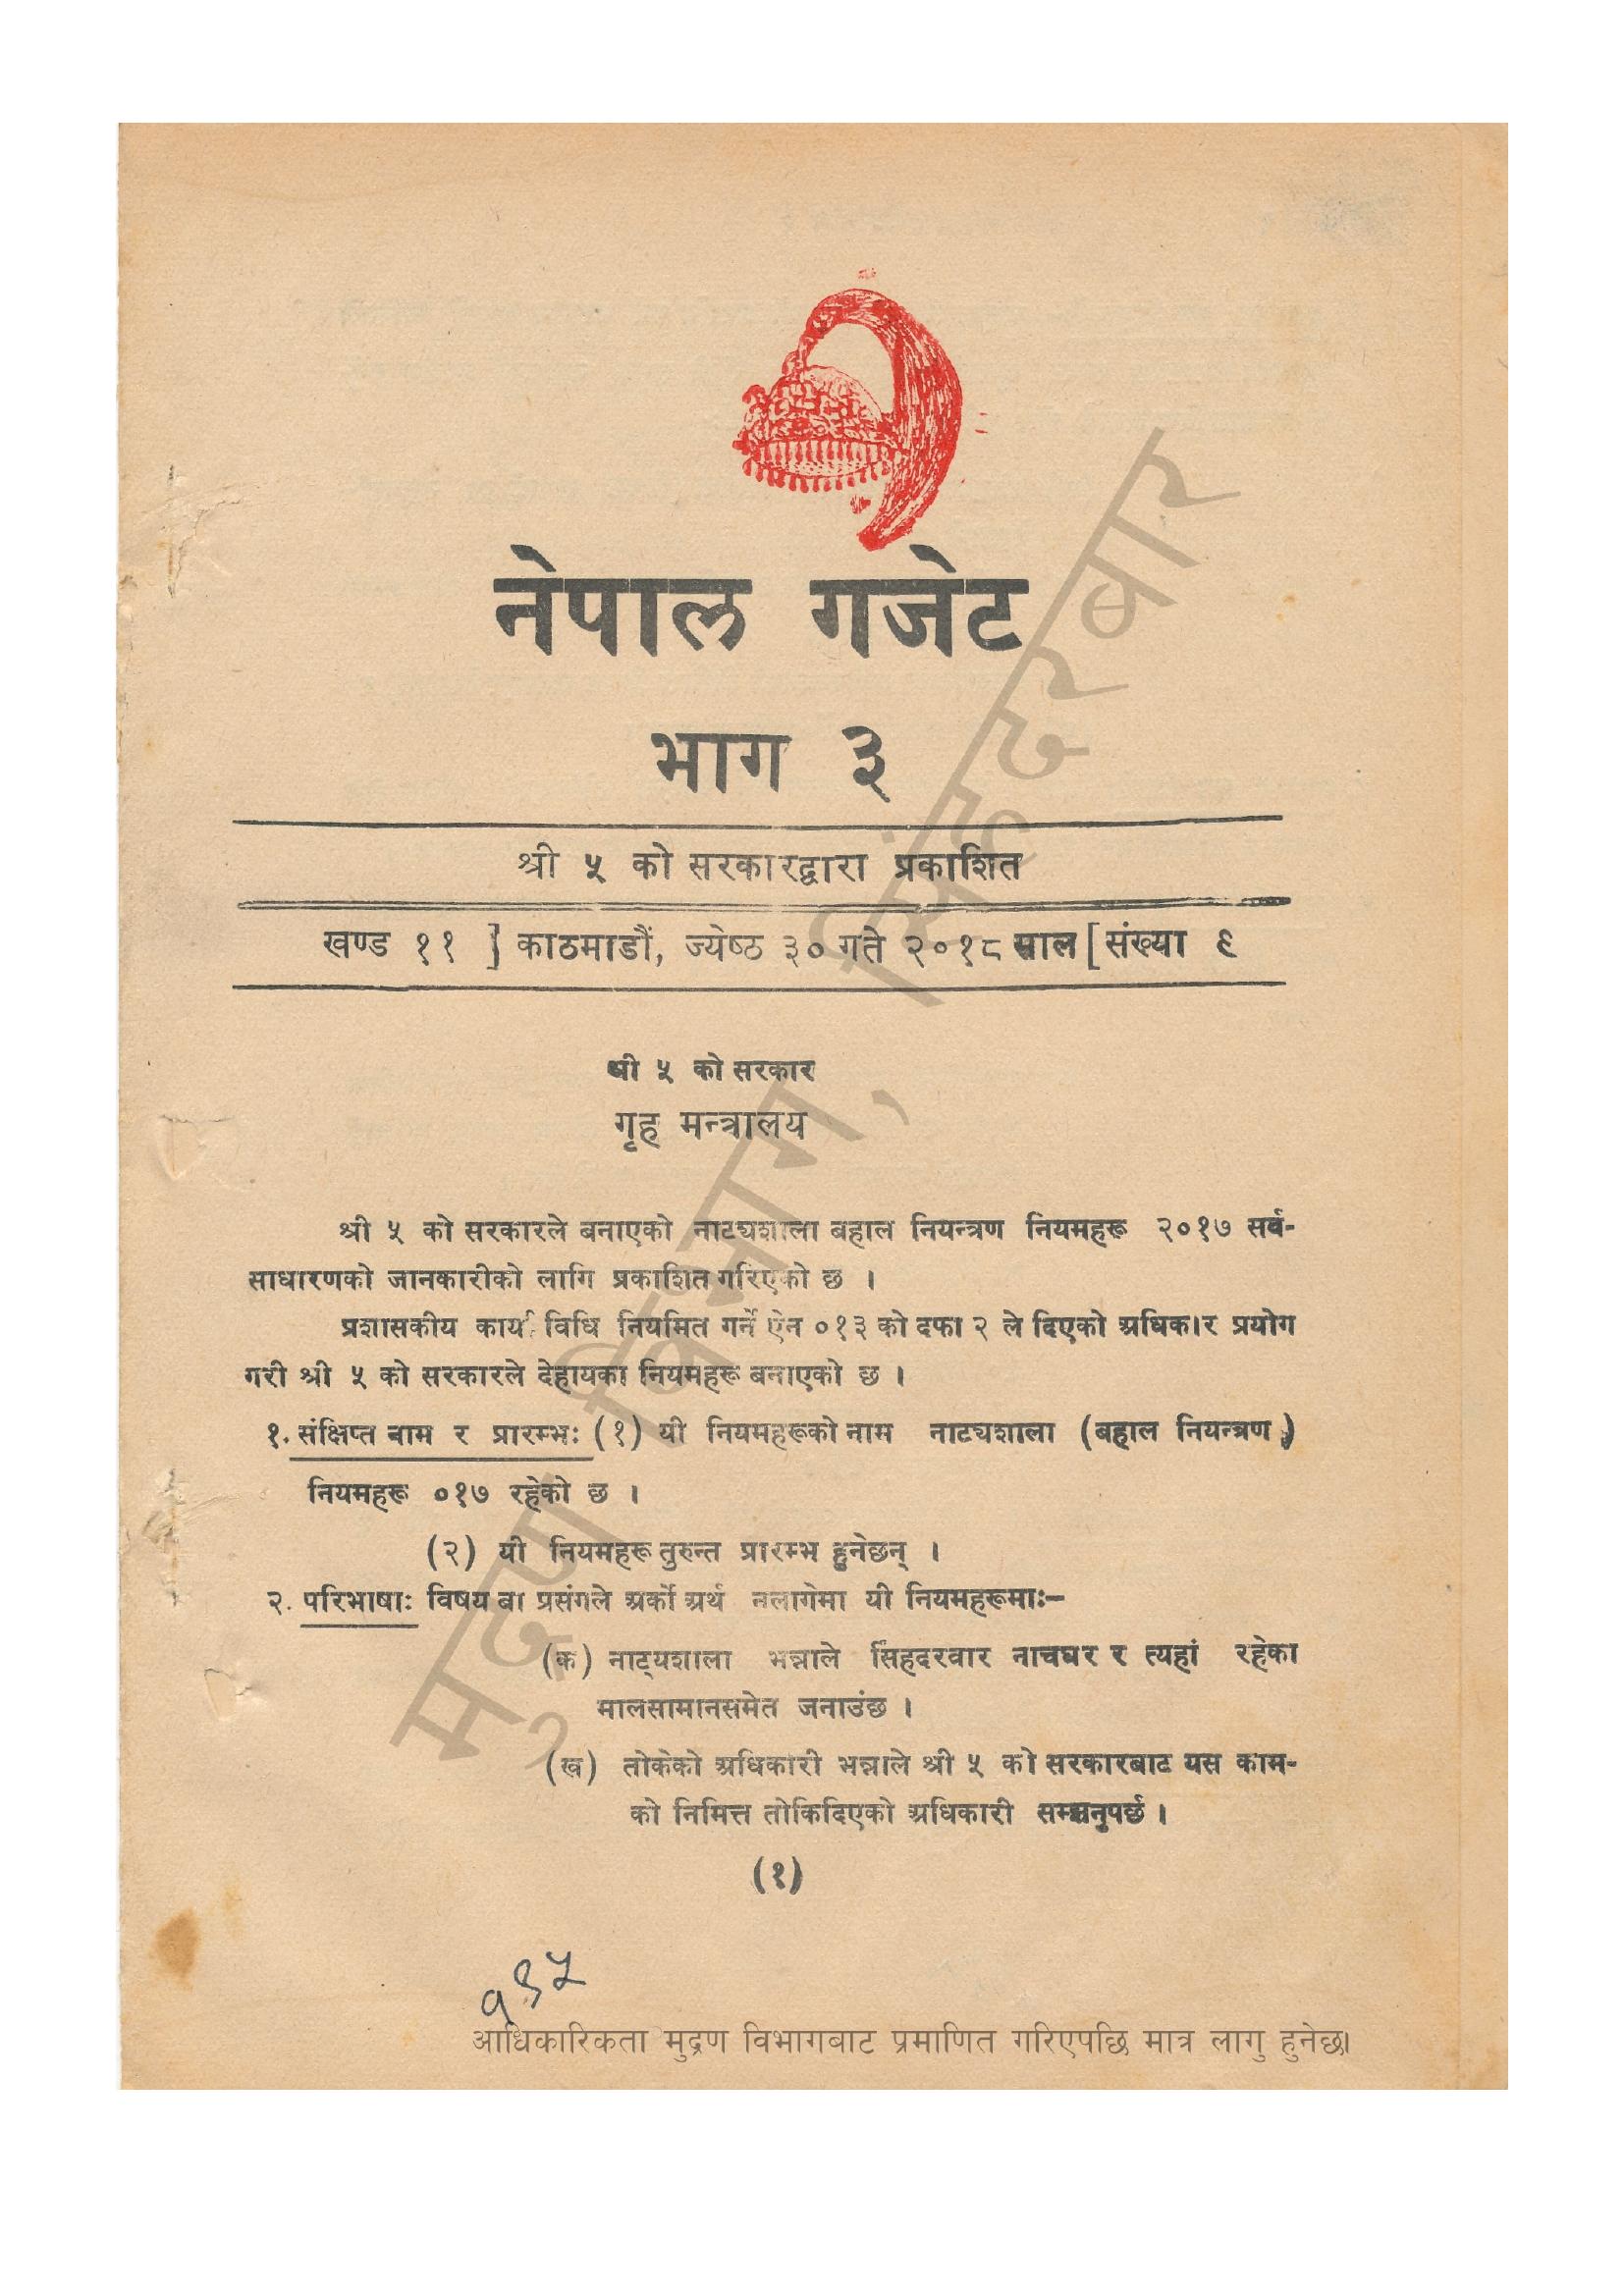 नेपाल गजेट
भाग ३
श्री ५ को सरकारद्वारा प्रकाशित
खण्ड ११ ] काठमाडौं, ज्येष्ठ ३० गते २०१८ साल [ संख्या ९
श्री ५ को सरकार
गृह मन्त्रालय
श्री ५ को सरकारले बनाएको नाट्यशाला बहाल नियन्त्रण नियमहरू २०१७ सर्व-
साधारणको जानकारीको लागि प्रकाशित गरिएको छ ।
प्रशासकीय कार्य विधि नियमित गर्ने ऐन ०१३ को दफा २ ले दिएको अधिकार प्रयोग
गरी श्री ५ को सरकारले देहायका नियमहरू बनाएको छ ।
१. संक्षिप्त नाम र प्रारम्भः (१) यी नियमहरूको नाम नाट्यशाला (बहाल नियन्त्रण)
नियमहरू ०१७ रहेको छ ।
(२) यी नियमहरू तुरुन्त प्रारम्भ हुनेछन् ।
२. परिभाषाः विषय बा प्रसंगले अर्को अर्थ नलागेमा यी नियमहरूमाः–
(क) नाट्यशाला भन्नाले सिंहदरवार नाचघर र त्यहां रहेका
मालसामानसमेत जनाउंछ ।
(ख) तोकेको अधिकारी भन्नाले श्री ५ को सरकारबाट यस काम-
को निमित्त तोकिदिएको अधिकारी सम्झनुपर्छ ।
(१)
१९५
आधिकारिकता मुद्रण विभागबाट प्रमाणित गरिएपछि मात्र लागु हुनेछ।
मुद्रण विभाग, सिंहदरबार